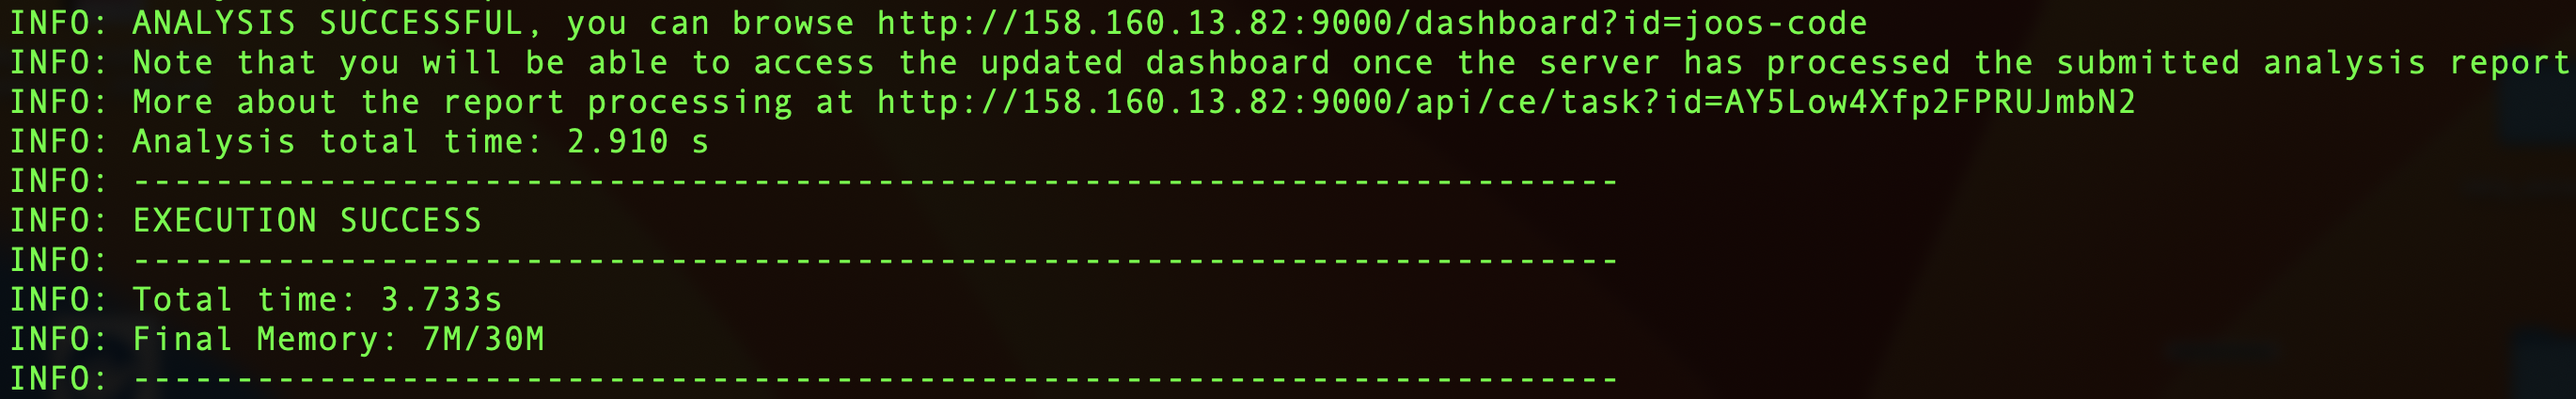 INFO: ANALYSIS SUCCESSFUL, you can browse http://158.160.13.82:9000/dashboard?id=joos-code
INFO: Note that you will be able to access the updated dashboard once the server has processed the submitted analysis report
INFO: More about the report processing at http://158.160.13.82:9000/api/ce/task?id=AY5Low4Xfp2FPRUJmbN2
INFO: Analysis total time: 2.910 s
INFO: ------------------------------------------------------------------------
INFO: EXECUTION SUCCESS
INFO: ------------------------------------------------------------------------
INFO: Total time: 3.733s
INFO: Final Memory: 7M/30M
INFO: ------------------------------------------------------------------------